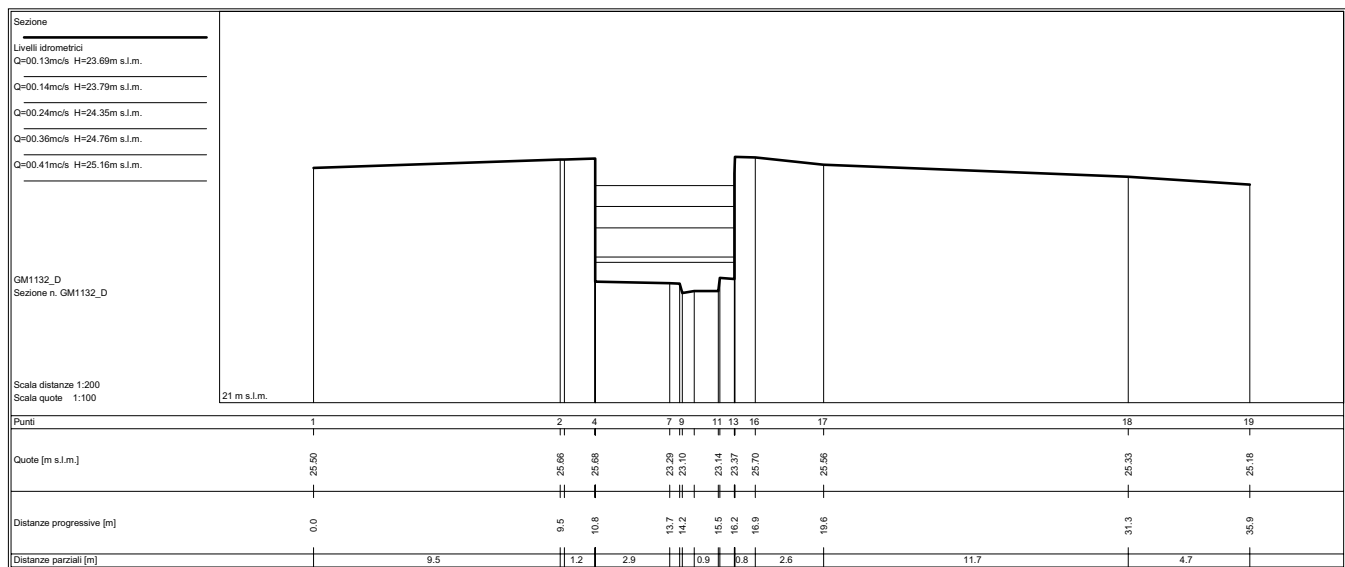 Sezione
Livelli idrometrici
Q=00.13mc/s H=23.69m s.l.m.
Q=00.14mc/s H=23.79m s.l.m.
Q=00.24mc/s H=24.35m s.l.m.
Q=00.36mc/s H=24.76m s.l.m.
Q=00.41mc/s H=25.16m s.l.m.
GM1132_D
Sezione n. GM1132_D
Scala distanze 1:200
Scala quote 1:100
21 m s.l.m.
Punti 1 2 4 7 9 11 13 16 17 18 19
Quote [m s.l.m.] 25.50 25.66 25.68 23.29 23.10 23.14 23.37 25.70 25.56 25.33 25.18
Distanze progressive [m] 0.0 9.5 10.8 13.7 14.2 15.5 16.2 16.9 19.6 31.3 35.9
Distanze parziali [m] 9.5 1.2 2.9 0.9 0.8 2.6 11.7 4.7